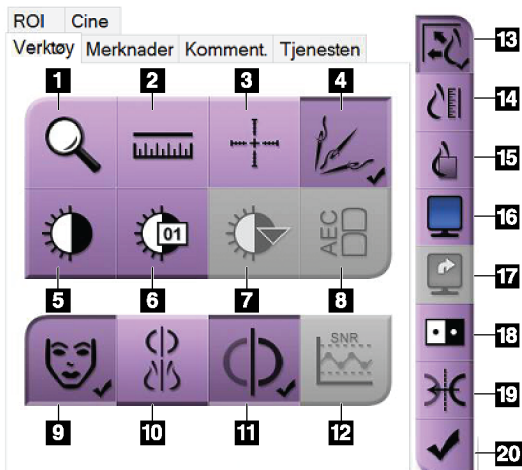 ROI Cine
Verktøy Merknader Komment. Tjenesten
1 2 3 4
01 AEC
5 6 7 8
SNR
9 10 11 12
13
14
15
16
17
18
19
20